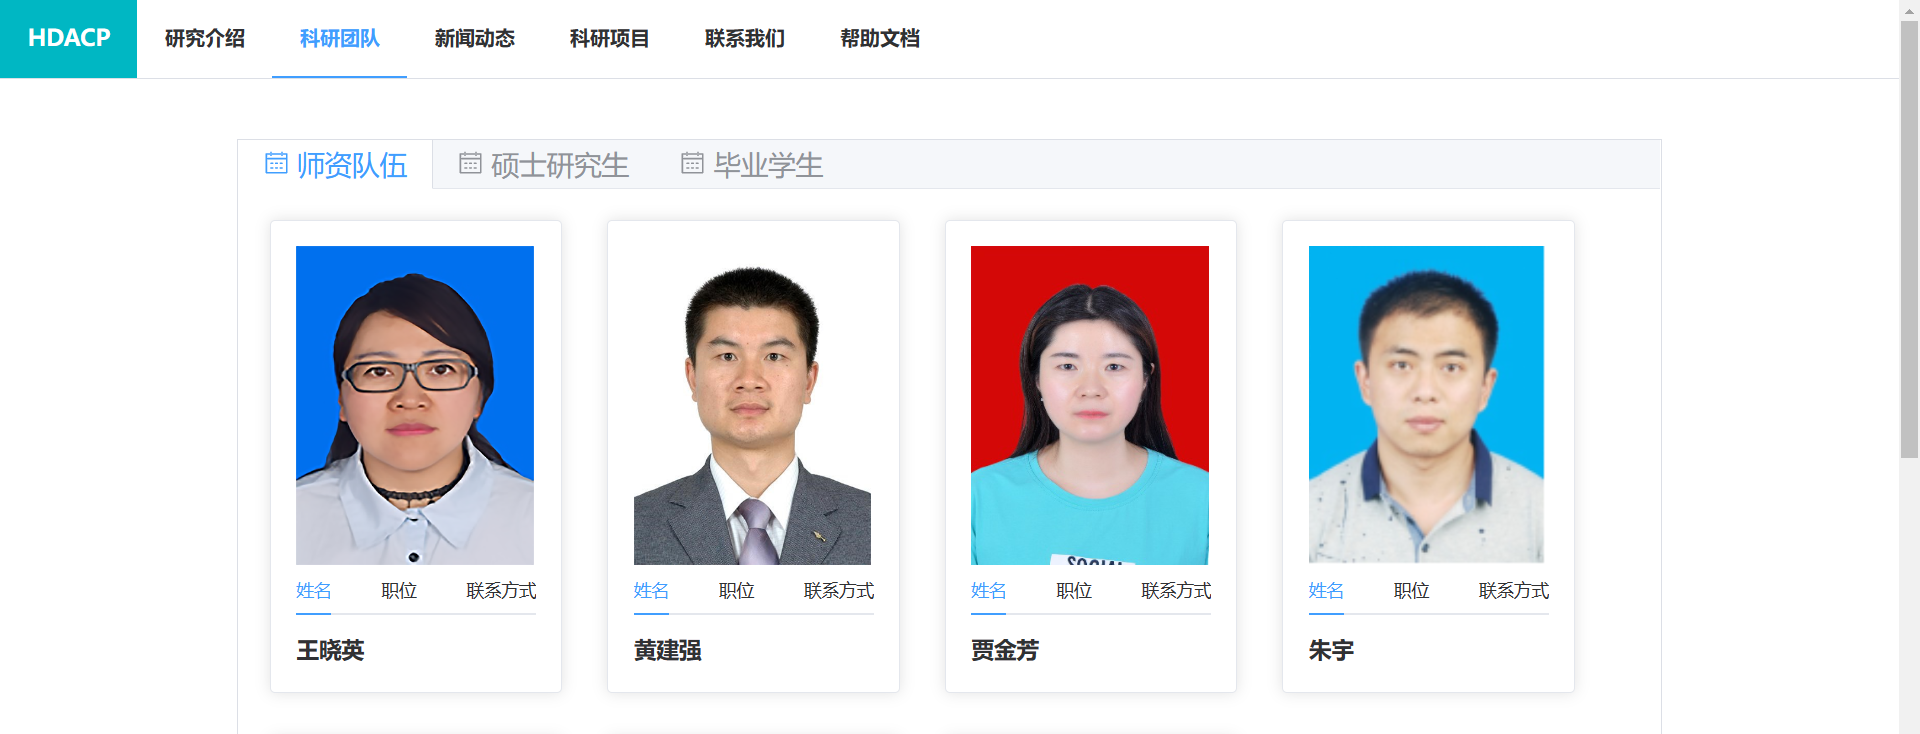 HDACP 研究介绍 科研团队 新闻动态 科研项目 联系我们 帮助文档
师资队伍 硕士研究生 毕业学生
姓名 职位 联系方式
王晓英
姓名 职位 联系方式
黄建强
SOCIAL
姓名 职位 联系方式
贾金芳
姓名 职位 联系方式
朱宇